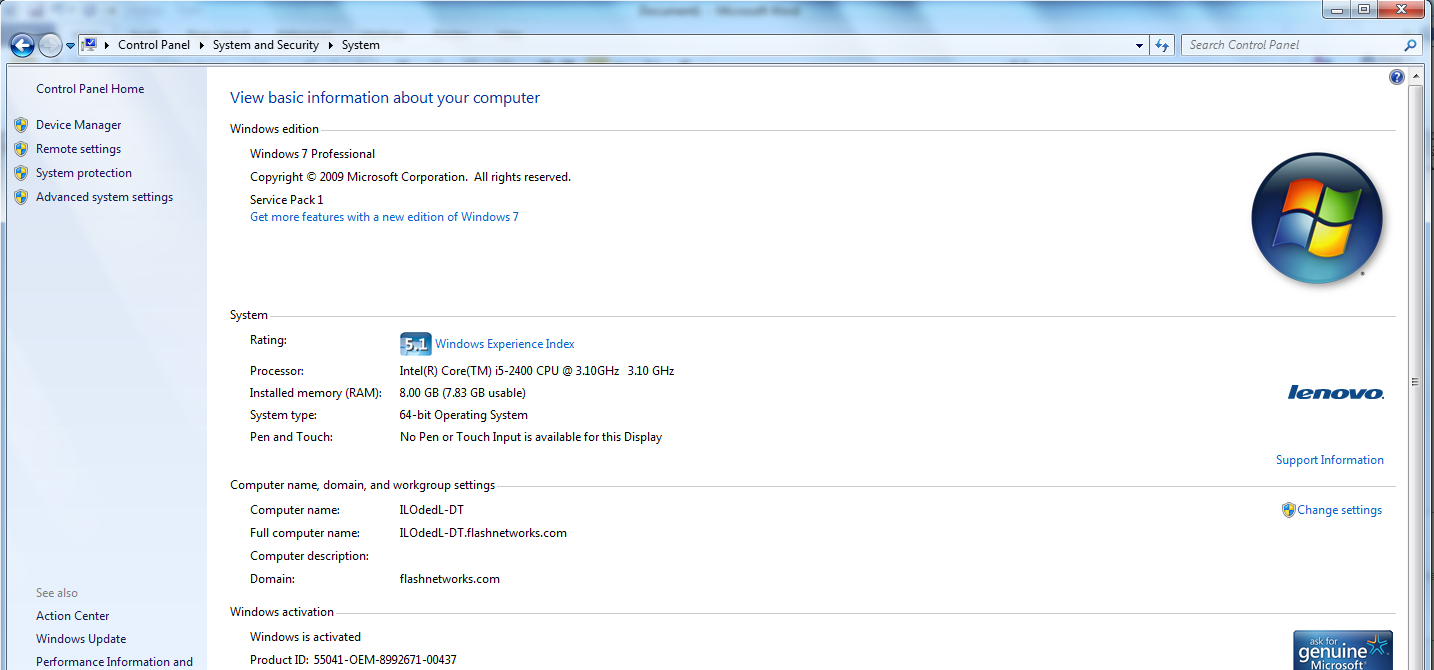 Document1 - Microsoft Word
Control Panel System and Security System
Search Control Panel
Control Panel Home
Device Manager
Remote settings
System protection
Advanced system settings
View basic information about your computer
Windows edition
Windows 7 Professional
Copyright © 2009 Microsoft Corporation. All rights reserved.
Service Pack 1
Get more features with a new edition of Windows 7
System
Rating: 5.1 Windows Experience Index
Processor: Intel(R) Core(TM) i5-2400 CPU @ 3.10GHz 3.10 GHz
Installed memory (RAM): 8.00 GB (7.83 GB usable)
System type: 64-bit Operating System
Pen and Touch: No Pen or Touch Input is available for this Display
lenovo.
Support Information
Computer name, domain, and workgroup settings
Computer name: ILOdedL-DT
Change settings
Full computer name: ILOdedL-DT.flashnetworks.com
Computer description:
Domain: flashnetworks.com
Windows activation
Windows is activated
Product ID: 55041-OEM-8992671-00437
ask for
genuine
Microsoft
See also
Action Center
Windows Update
Performance Information and